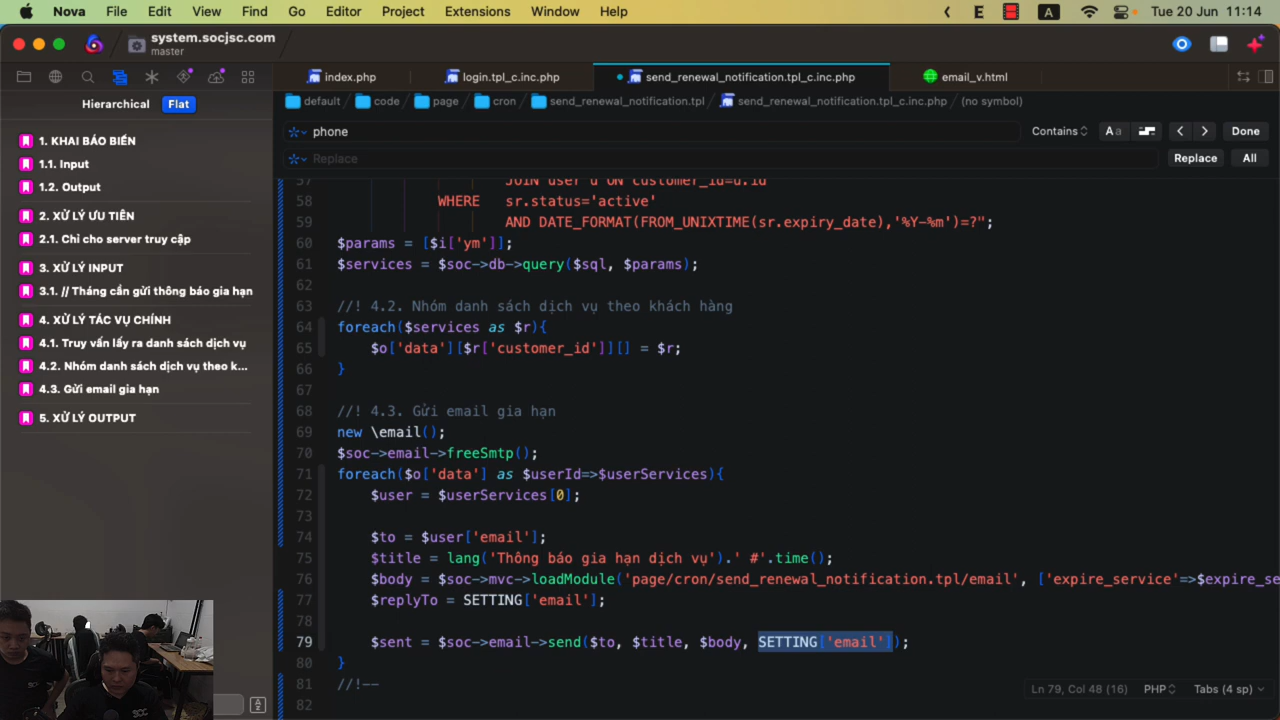 Nova File Edit View Find Go Editor Project Extensions Window Help E A Tue 20 Jun 11:14
system.socjsc.com
master
index.php login.tpl_c.inc.php send_renewal_notification.tpl_c.inc.php email_v.html
Hierarchical Flat
default code page cron send_renewal_notification.tpl send_renewal_notification.tpl_c.inc.php (no symbol)
phone Contains Aa Done
Replace Replace All
1. KHAI BÁO BIẾN
1.1. Input
1.2. Output
2. XỬ LÝ ƯU TIÊN
2.1. Chỉ cho server truy cập
3. XỬ LÝ INPUT
3.1. // Tháng cần gửi thông báo gia hạn
4. XỬ LÝ TÁC VỤ CHÍNH
4.1. Truy vấn lấy ra danh sách dịch vụ
4.2. Nhóm danh sách dịch vụ theo k...
4.3. Gửi email gia hạn
5. XỬ LÝ OUTPUT
57 JOIN user u ON customer_id=u.id
58 WHERE sr.status='active'
59 AND DATE_FORMAT(FROM_UNIXTIME(sr.expiry_date),'%Y-%m')=?";
60 $params = [$i['ym']];
61 $services = $soc->db->query($sql, $params);
62
63 //! 4.2. Nhóm danh sách dịch vụ theo khách hàng
64 foreach($services as $r){
65 $o['data'][$r['customer_id']][] = $r;
66 }
67
68 //! 4.3. Gửi email gia hạn
69 new \email();
70 $soc->email->freeSmtp();
71 foreach($o['data'] as $userId=>$userServices){
72 $user = $userServices[0];
73
74 $to = $user['email'];
75 $title = lang('Thông báo gia hạn dịch vụ').' #'.time();
76 $body = $soc->mvc->loadModule('page/cron/send_renewal_notification.tpl/email', ['expire_service'=>$expire_se
77 $replyTo = SETTING['email'];
78
79 $sent = $soc->email->send($to, $title, $body, SETTING['email']);
80 }
81 //!--
82
Ln 79, Col 48 (16) PHP Tabs (4 sp)